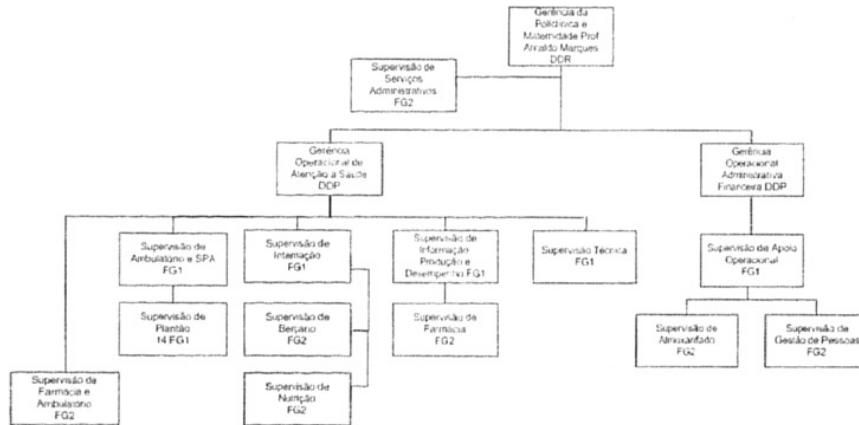 Gerência da
Policlínica e
Maternidade Prof
Arnaldo Marques
DDR
Supervisão de
Serviços
Administrativos
FG2
Gerência
Operacional de
Atenção a Saúde
DDP
Gerência
Operacional
Administrativa
Financeira DDP
Supervisão de
Ambulatório e SPA
FG1
Supervisão de
Internação
FG1
Supervisão de
Informação
Produção e
Desempenho FG1
Supervisão Técnica
FG1
Supervisão de Apoio
Operacional
FG1
Supervisão de
Plantão
14 FG1
Supervisão de
Berçario
FG2
Supervisão de
Farmácia
FG2
Supervisão de
Almoxarifado
FG2
Supervisão de
Gestão de Pessoas
FG2
Supervisão de
Farmácia e
Ambulatório
FG2
Supervisão de
Nutrição
FG2